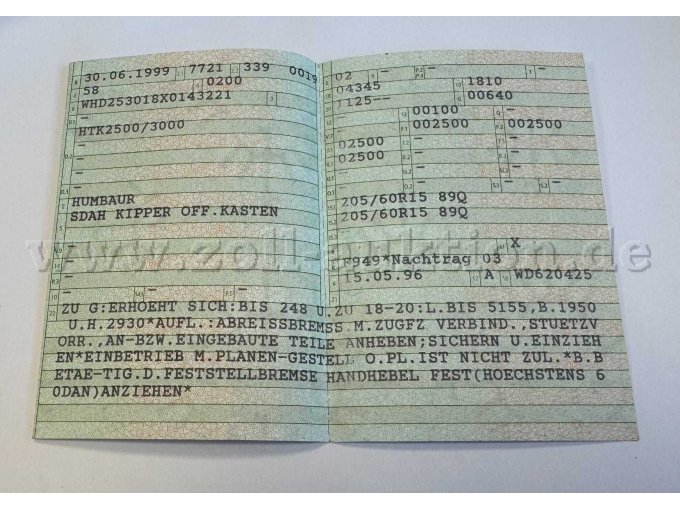 30.06.1999 7721 339 0019
58 0200
WHD253018X0143221
-
HTK2500/3000
-
-
-
-
HUMBAUR
SDAH KIPPER OFF.KASTEN
-
-
-
- -
02 - - -
04345 1810
1125-- 00640
- 00100 -
- 002500 002500
02500 - -
02500 - -
- - - -
205/60R15 89Q
205/60R15 89Q
-
- X
F949*Nachtrag 03
15.05.96 A WD620425
ZU G:ERHOEHT SICH:BIS 248 U.ZU 18-20:L.BIS 5155,B.1950
U.H.2930*AUFL.:ABREISSBREMSS M.ZUGFZ VERBIND.,STUETZV
ORR.,AN-BZW.EINGEBAUTE TEILE ANHEBEN;SICHERN U.EINZIEH
EN*EINBETRIEB M.PLANEN-GESTELL O.PL.IST NICHT ZUL.*B.B
ETAE-TIG.D.FESTSTELLBREMSE HANDHEBEL FEST(HOECHSTENS 6
0DAN)ANZIEHEN*
www.zoll-auktion.de